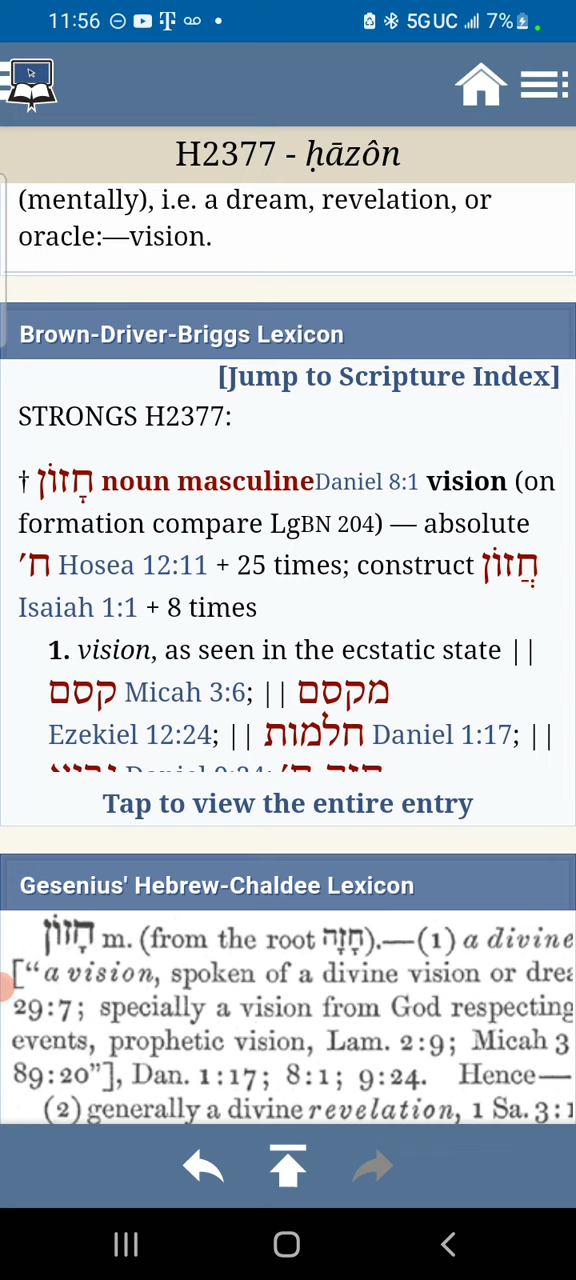 11:56 5G UC 7%
H2377 - ḥāzôn
(mentally), i.e. a dream, revelation, or
oracle:—vision.
Brown-Driver-Briggs Lexicon
[Jump to Scripture Index]
STRONGS H2377:
† חָזוֹן noun masculineDaniel 8:1 vision (on
formation compare LgBN 204) — absolute
ח׳ Hosea 12:11 + 25 times; construct חֲזוֹן
Isaiah 1:1 + 8 times
1. vision, as seen in the ecstatic state ||
קסם Micah 3:6; || מקסם
Ezekiel 12:24; || חלמות Daniel 1:17; ||
Tap to view the entire entry
Gesenius' Hebrew-Chaldee Lexicon
חָזוֹן m. (from the root חָזָה).—(1) a divine
["a vision, spoken of a divine vision or
29:7; specially a vision from God respecting
events, prophetic vision, Lam. 2:9; Micah 3
89:20"], Dan. 1:17; 8:1; 9:24. Hence—
(2) generally a divine revelation, 1 Sa. 3:1